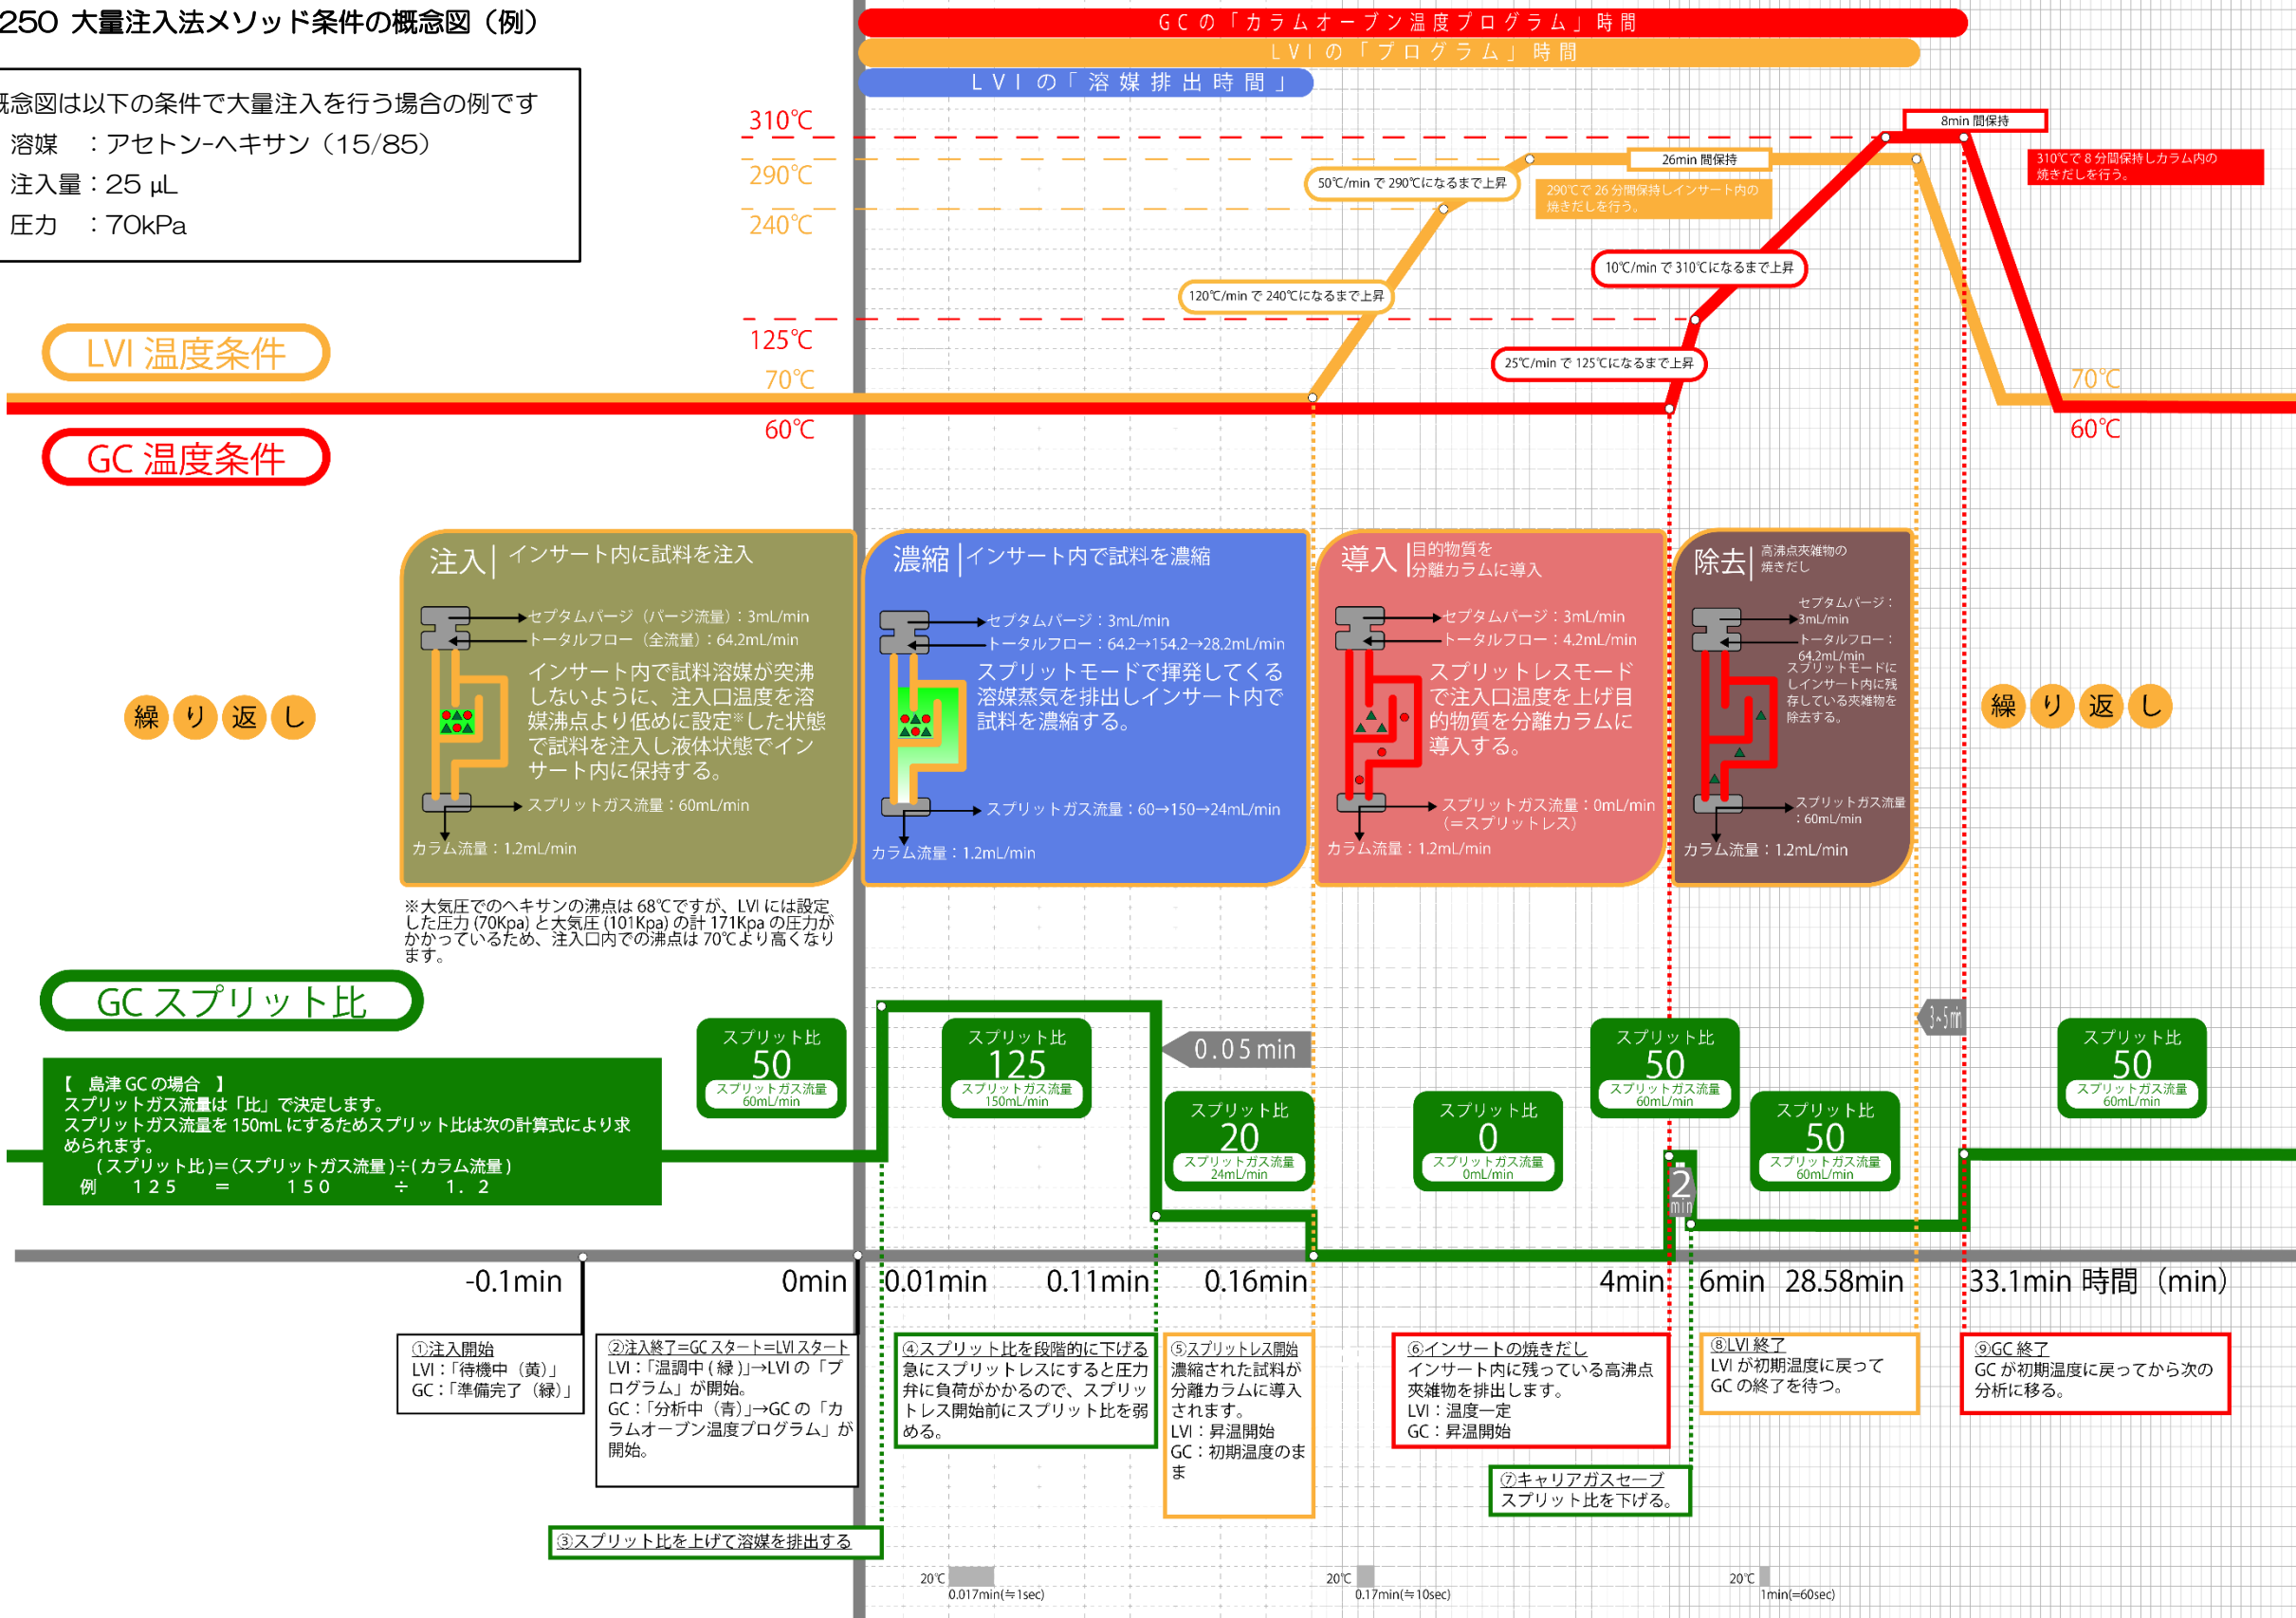 250 大量注入法メソッド条件の概念図（例）
概念図は以下の条件で大量注入を行う場合の例です
溶媒　：アセトン-ヘキサン（15/85）
注入量：25 μL
圧力　：70kPa
GCの「カラムオーブン温度プログラム」時間
LVIの「プログラム」時間
LVIの「溶媒排出時間」
310℃
290℃
240℃
125℃
70℃
60℃
8min 間保持
26min 間保持
310℃で 8 分間保持しカラム内の
焼きだしを行う。
50℃/min で 290℃になるまで上昇
290℃で 26 分間保持しインサート内の
焼きだしを行う。
10℃/min で 310℃になるまで上昇
120℃/min で 240℃になるまで上昇
25℃/min で 125℃になるまで上昇
LVI 温度条件
GC 温度条件
70℃
60℃
繰り返し
注入 インサート内に試料を注入
セプタムパージ（パージ流量）：3mL/min
トータルフロー（全流量）：64.2mL/min
インサート内で試料溶媒が突沸
しないように、注入口温度を溶
媒沸点より低めに設定※した状態
で試料を注入し液体状態でイン
サート内に保持する。
スプリットガス流量：60mL/min
カラム流量：1.2mL/min
濃縮 インサート内で試料を濃縮
セプタムパージ：3mL/min
トータルフロー：64.2→154.2→28.2mL/min
スプリットモードで揮発してくる
溶媒蒸気を排出しインサート内で
試料を濃縮する。
スプリットガス流量：60→150→24mL/min
カラム流量：1.2mL/min
導入 目的物質を
分離カラムに導入
セプタムパージ：3mL/min
トータルフロー：4.2mL/min
スプリットレスモード
で注入口温度を上げ目
的物質を分離カラムに
導入する。
スプリットガス流量：0mL/min
（＝スプリットレス）
カラム流量：1.2mL/min
除去 高沸点夾雑物の
焼きだし
セプタムパージ：
3mL/min
トータルフロー：
64.2mL/min
スプリットモードに
しインサート内に残
存している夾雑物を
除去する。
スプリットガス流量
：60mL/min
カラム流量：1.2mL/min
繰り返し
※大気圧でのヘキサンの沸点は 68℃ですが、LVI には設定
した圧力 (70Kpa) と大気圧 (101Kpa) の計 171Kpa の圧力が
かかっているため、注入口内での沸点は 70℃より高くなり
ます。
GC スプリット比
【　島津 GC の場合　】
スプリットガス流量は「比」で決定します。
スプリットガス流量を 150mL にするためスプリット比は次の計算式により求
められます。
(スプリット比)＝(スプリットガス流量)÷(カラム流量)
例　１２５　＝　１５０　÷　１．２
スプリット比
50
スプリットガス流量
60mL/min
スプリット比
125
スプリットガス流量
150mL/min
0.05min
スプリット比
20
スプリットガス流量
24mL/min
スプリット比
0
スプリットガス流量
0mL/min
スプリット比
50
スプリットガス流量
60mL/min
2
min
スプリット比
50
スプリットガス流量
60mL/min
3~5min
スプリット比
50
スプリットガス流量
60mL/min
-0.1min
0min
0.01min
0.11min
0.16min
4min
6min
28.58min
33.1min
時間（min）
①注入開始
LVI：「待機中（黄）」
GC：「準備完了（緑）」
②注入終了＝GCスタート＝LVIスタート
LVI：「温調中 ( 緑 )」→LVI の「プ
ログラム」が開始。
GC：「分析中（青）」→GC の「カ
ラムオーブン温度プログラム」が
開始。
③スプリット比を上げて溶媒を排出する
④スプリット比を段階的に下げる
急にスプリットレスにすると圧力
弁に負荷がかかるので、スプリッ
トレス開始前にスプリット比を弱
める。
⑤スプリットレス開始
濃縮された試料が
分離カラムに導入
されます。
LVI：昇温開始
GC：初期温度のま
ま
⑥インサートの焼きだし
インサート内に残っている高沸点
夾雑物を排出します。
LVI：温度一定
GC：昇温開始
⑦キャリアガスセーブ
スプリット比を下げる。
⑧LVI 終了
LVI が初期温度に戻って
GC の終了を待つ。
⑨GC 終了
GC が初期温度に戻ってから次の
分析に移る。
20℃
0.017min(≒1sec)
20℃
0.17min(≒10sec)
20℃
1min(=60sec)